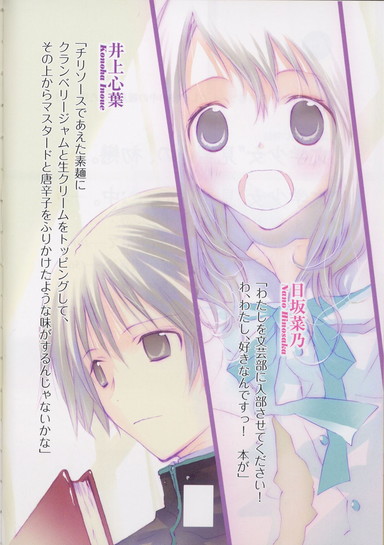 日坂菜乃
Nano Hinosaka
「わたしを文芸部に入部させてください！
わ、わたし、好きなんですっ！　本が」
井上心葉
Konoha Inoue
「チリソースであえた素麺に
クランベリージャムと生クリームをトッピングして、
その上からマスタードと唐辛子をふりかけたような味がするんじゃないかな」